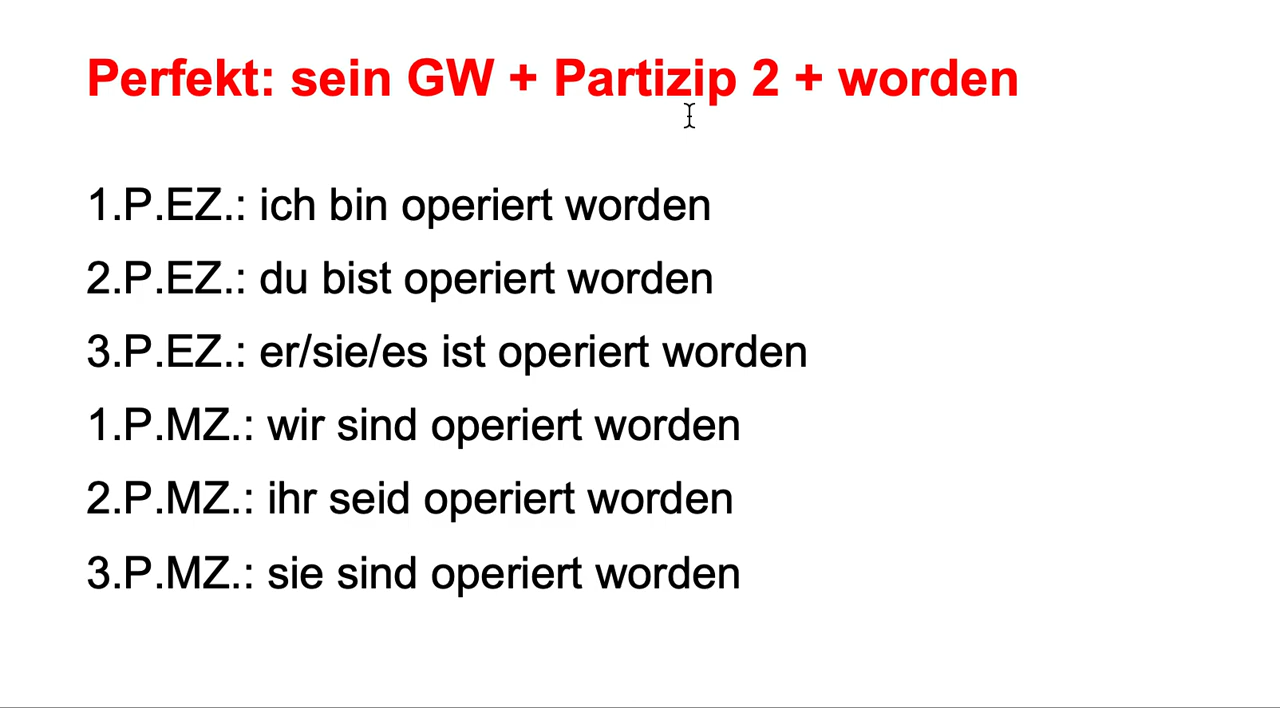 Perfekt: sein GW + Partizip 2 + worden
1.P.EZ.: ich bin operiert worden
2.P.EZ.: du bist operiert worden
3.P.EZ.: er/sie/es ist operiert worden
1.P.MZ.: wir sind operiert worden
2.P.MZ.: ihr seid operiert worden
3.P.MZ.: sie sind operiert worden